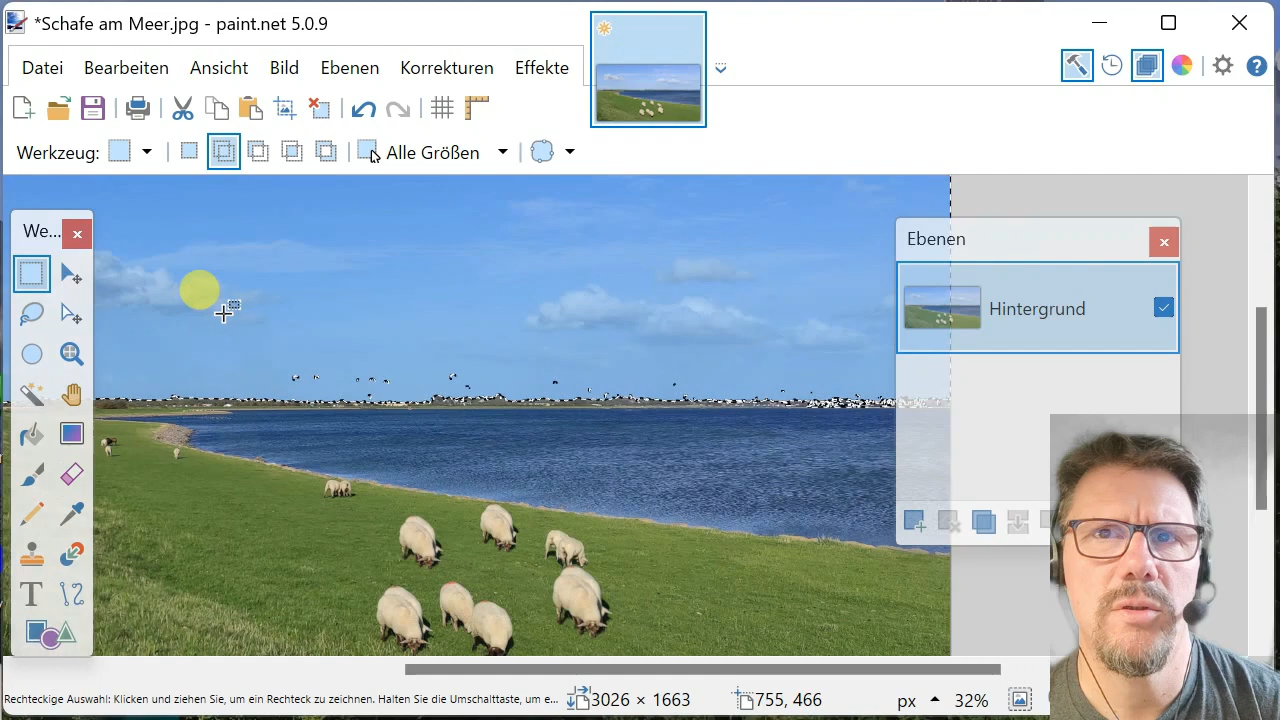 *Schafe am Meer.jpg - paint.net 5.0.9
Datei Bearbeiten Ansicht Bild Ebenen Korrekturen Effekte
Werkzeug: Alle Größen
We...
Ebenen
Hintergrund
Rechteckige Auswahl: Klicken und ziehen Sie, um ein Rechteck zu zeichnen. Halten Sie die Umschalttaste, um e...
3026 × 1663
755, 466
px
32%